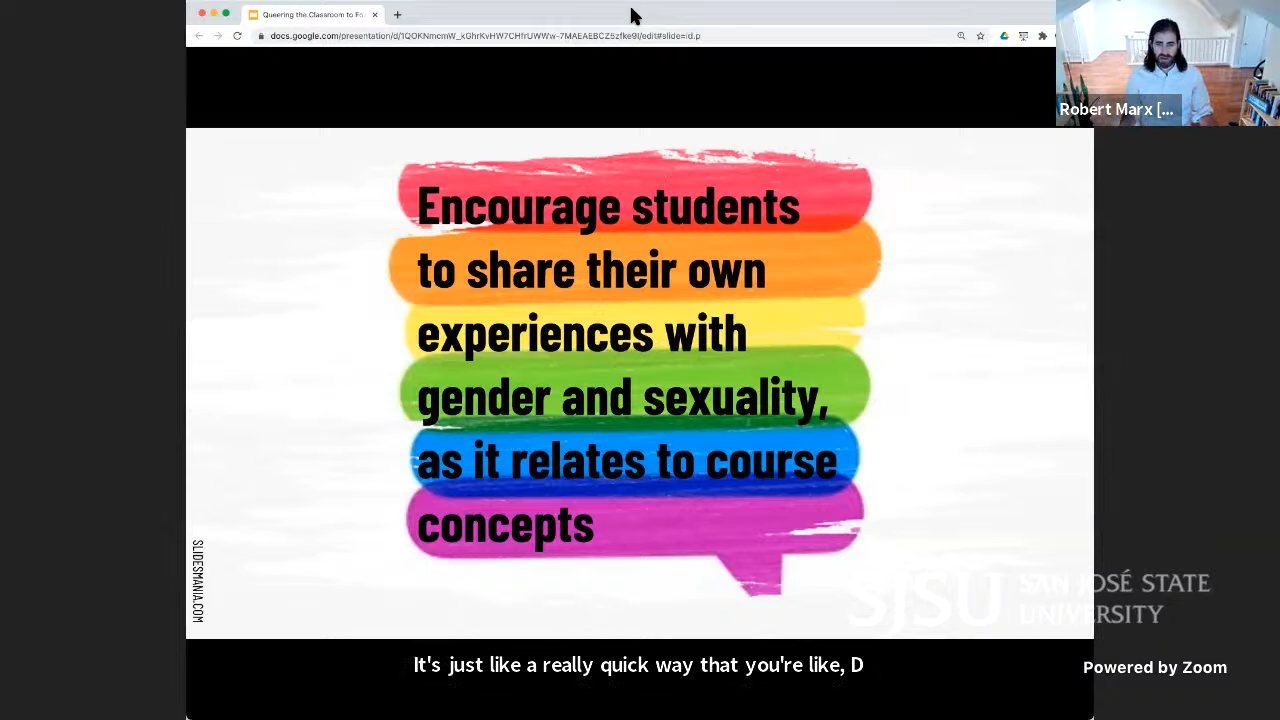 Queering the Classroom to Fo
docs.google.com/presentation/d/1QOKNmcmW_kGhrKvHW7CHfrUWWw-7MAEAEBCZ5zfke9I/edit#slide=id.p
Robert Marx [...
Encourage students
to share their own
experiences with
gender and sexuality,
as it relates to course
concepts
SLIDESMANIA.COM
SJSU SAN JOSÉ STATE
UNIVERSITY
It's just like a really quick way that you're like, D
Powered by Zoom